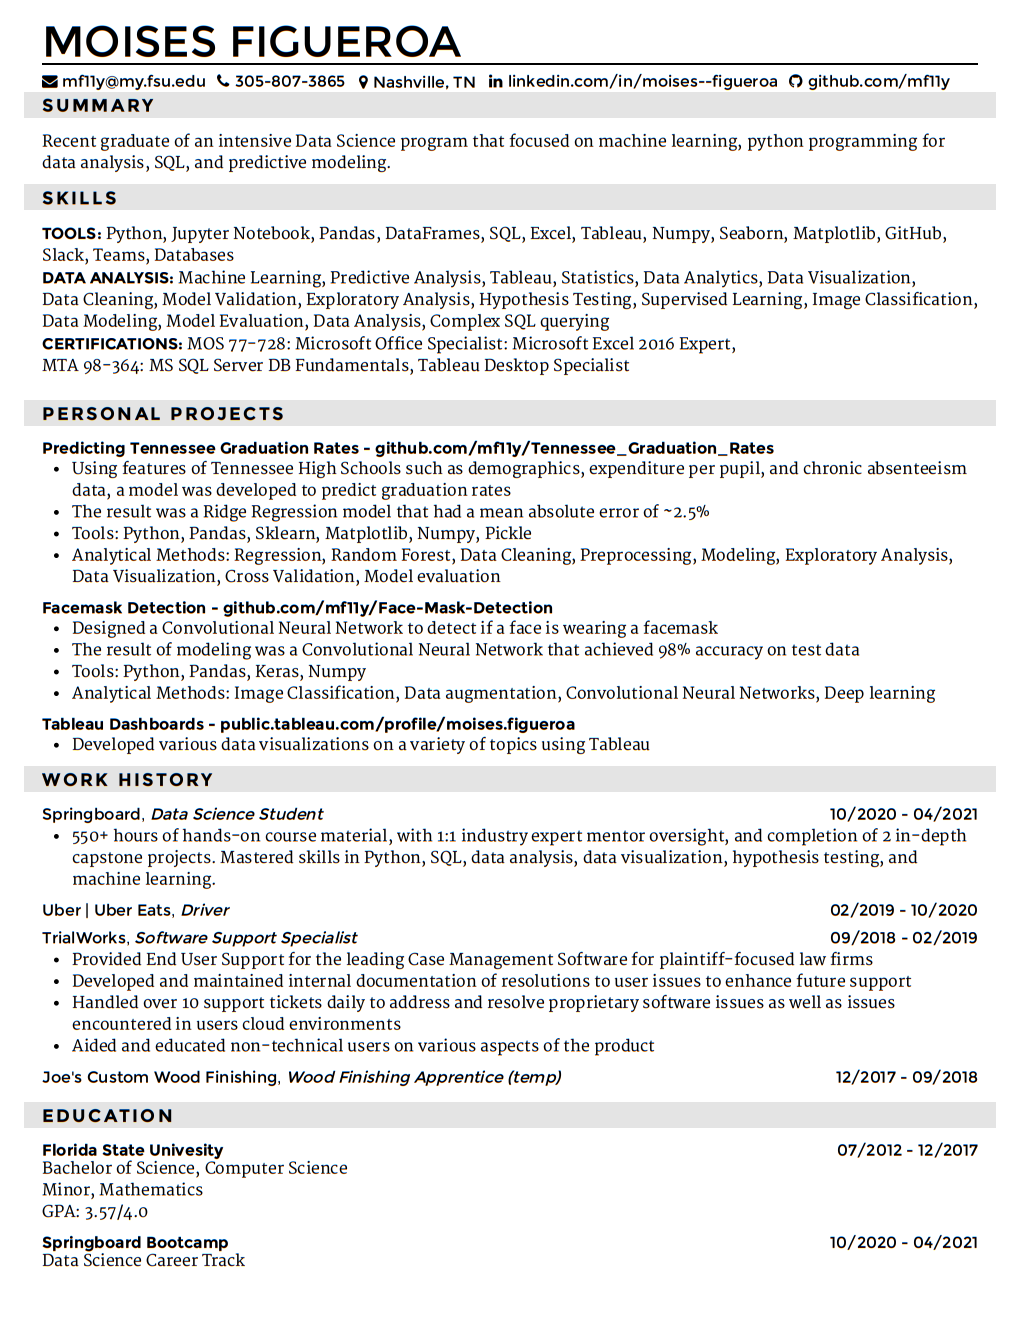 MOISES FIGUEROA
mf11y@my.fsu.edu 305-807-3865 Nashville, TN linkedin.com/in/moises--figueroa github.com/mf11y
SUMMARY
Recent graduate of an intensive Data Science program that focused on machine learning, python programming for
data analysis, SQL, and predictive modeling.
SKILLS
TOOLS: Python, Jupyter Notebook, Pandas, DataFrames, SQL, Excel, Tableau, Numpy, Seaborn, Matplotlib, GitHub,
Slack, Teams, Databases
DATA ANALYSIS: Machine Learning, Predictive Analysis, Tableau, Statistics, Data Analytics, Data Visualization,
Data Cleaning, Model Validation, Exploratory Analysis, Hypothesis Testing, Supervised Learning, Image Classification,
Data Modeling, Model Evaluation, Data Analysis, Complex SQL querying
CERTIFICATIONS: MOS 77-728: Microsoft Office Specialist: Microsoft Excel 2016 Expert,
MTA 98-364: MS SQL Server DB Fundamentals, Tableau Desktop Specialist
PERSONAL PROJECTS
Predicting Tennessee Graduation Rates - github.com/mf11y/Tennessee_Graduation_Rates
• Using features of Tennessee High Schools such as demographics, expenditure per pupil, and chronic absenteeism
data, a model was developed to predict graduation rates
• The result was a Ridge Regression model that had a mean absolute error of ~2.5%
• Tools: Python, Pandas, Sklearn, Matplotlib, Numpy, Pickle
• Analytical Methods: Regression, Random Forest, Data Cleaning, Preprocessing, Modeling, Exploratory Analysis,
Data Visualization, Cross Validation, Model evaluation
Facemask Detection - github.com/mf11y/Face-Mask-Detection
• Designed a Convolutional Neural Network to detect if a face is wearing a facemask
• The result of modeling was a Convolutional Neural Network that achieved 98% accuracy on test data
• Tools: Python, Pandas, Keras, Numpy
• Analytical Methods: Image Classification, Data augmentation, Convolutional Neural Networks, Deep learning
Tableau Dashboards - public.tableau.com/profile/moises.figueroa
• Developed various data visualizations on a variety of topics using Tableau
WORK HISTORY
Springboard, Data Science Student 10/2020 - 04/2021
• 550+ hours of hands-on course material, with 1:1 industry expert mentor oversight, and completion of 2 in-depth
capstone projects. Mastered skills in Python, SQL, data analysis, data visualization, hypothesis testing, and
machine learning.
Uber | Uber Eats, Driver 02/2019 - 10/2020
TrialWorks, Software Support Specialist 09/2018 - 02/2019
• Provided End User Support for the leading Case Management Software for plaintiff-focused law firms
• Developed and maintained internal documentation of resolutions to user issues to enhance future support
• Handled over 10 support tickets daily to address and resolve proprietary software issues as well as issues
encountered in users cloud environments
• Aided and educated non-technical users on various aspects of the product
Joe's Custom Wood Finishing, Wood Finishing Apprentice (temp) 12/2017 - 09/2018
EDUCATION
Florida State Univesity 07/2012 - 12/2017
Bachelor of Science, Computer Science
Minor, Mathematics
GPA: 3.57/4.0
Springboard Bootcamp 10/2020 - 04/2021
Data Science Career Track